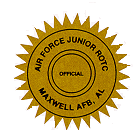 AIR FORCE JUNIOR ROTC
OFFICIAL
MAXWELL AFB, AL